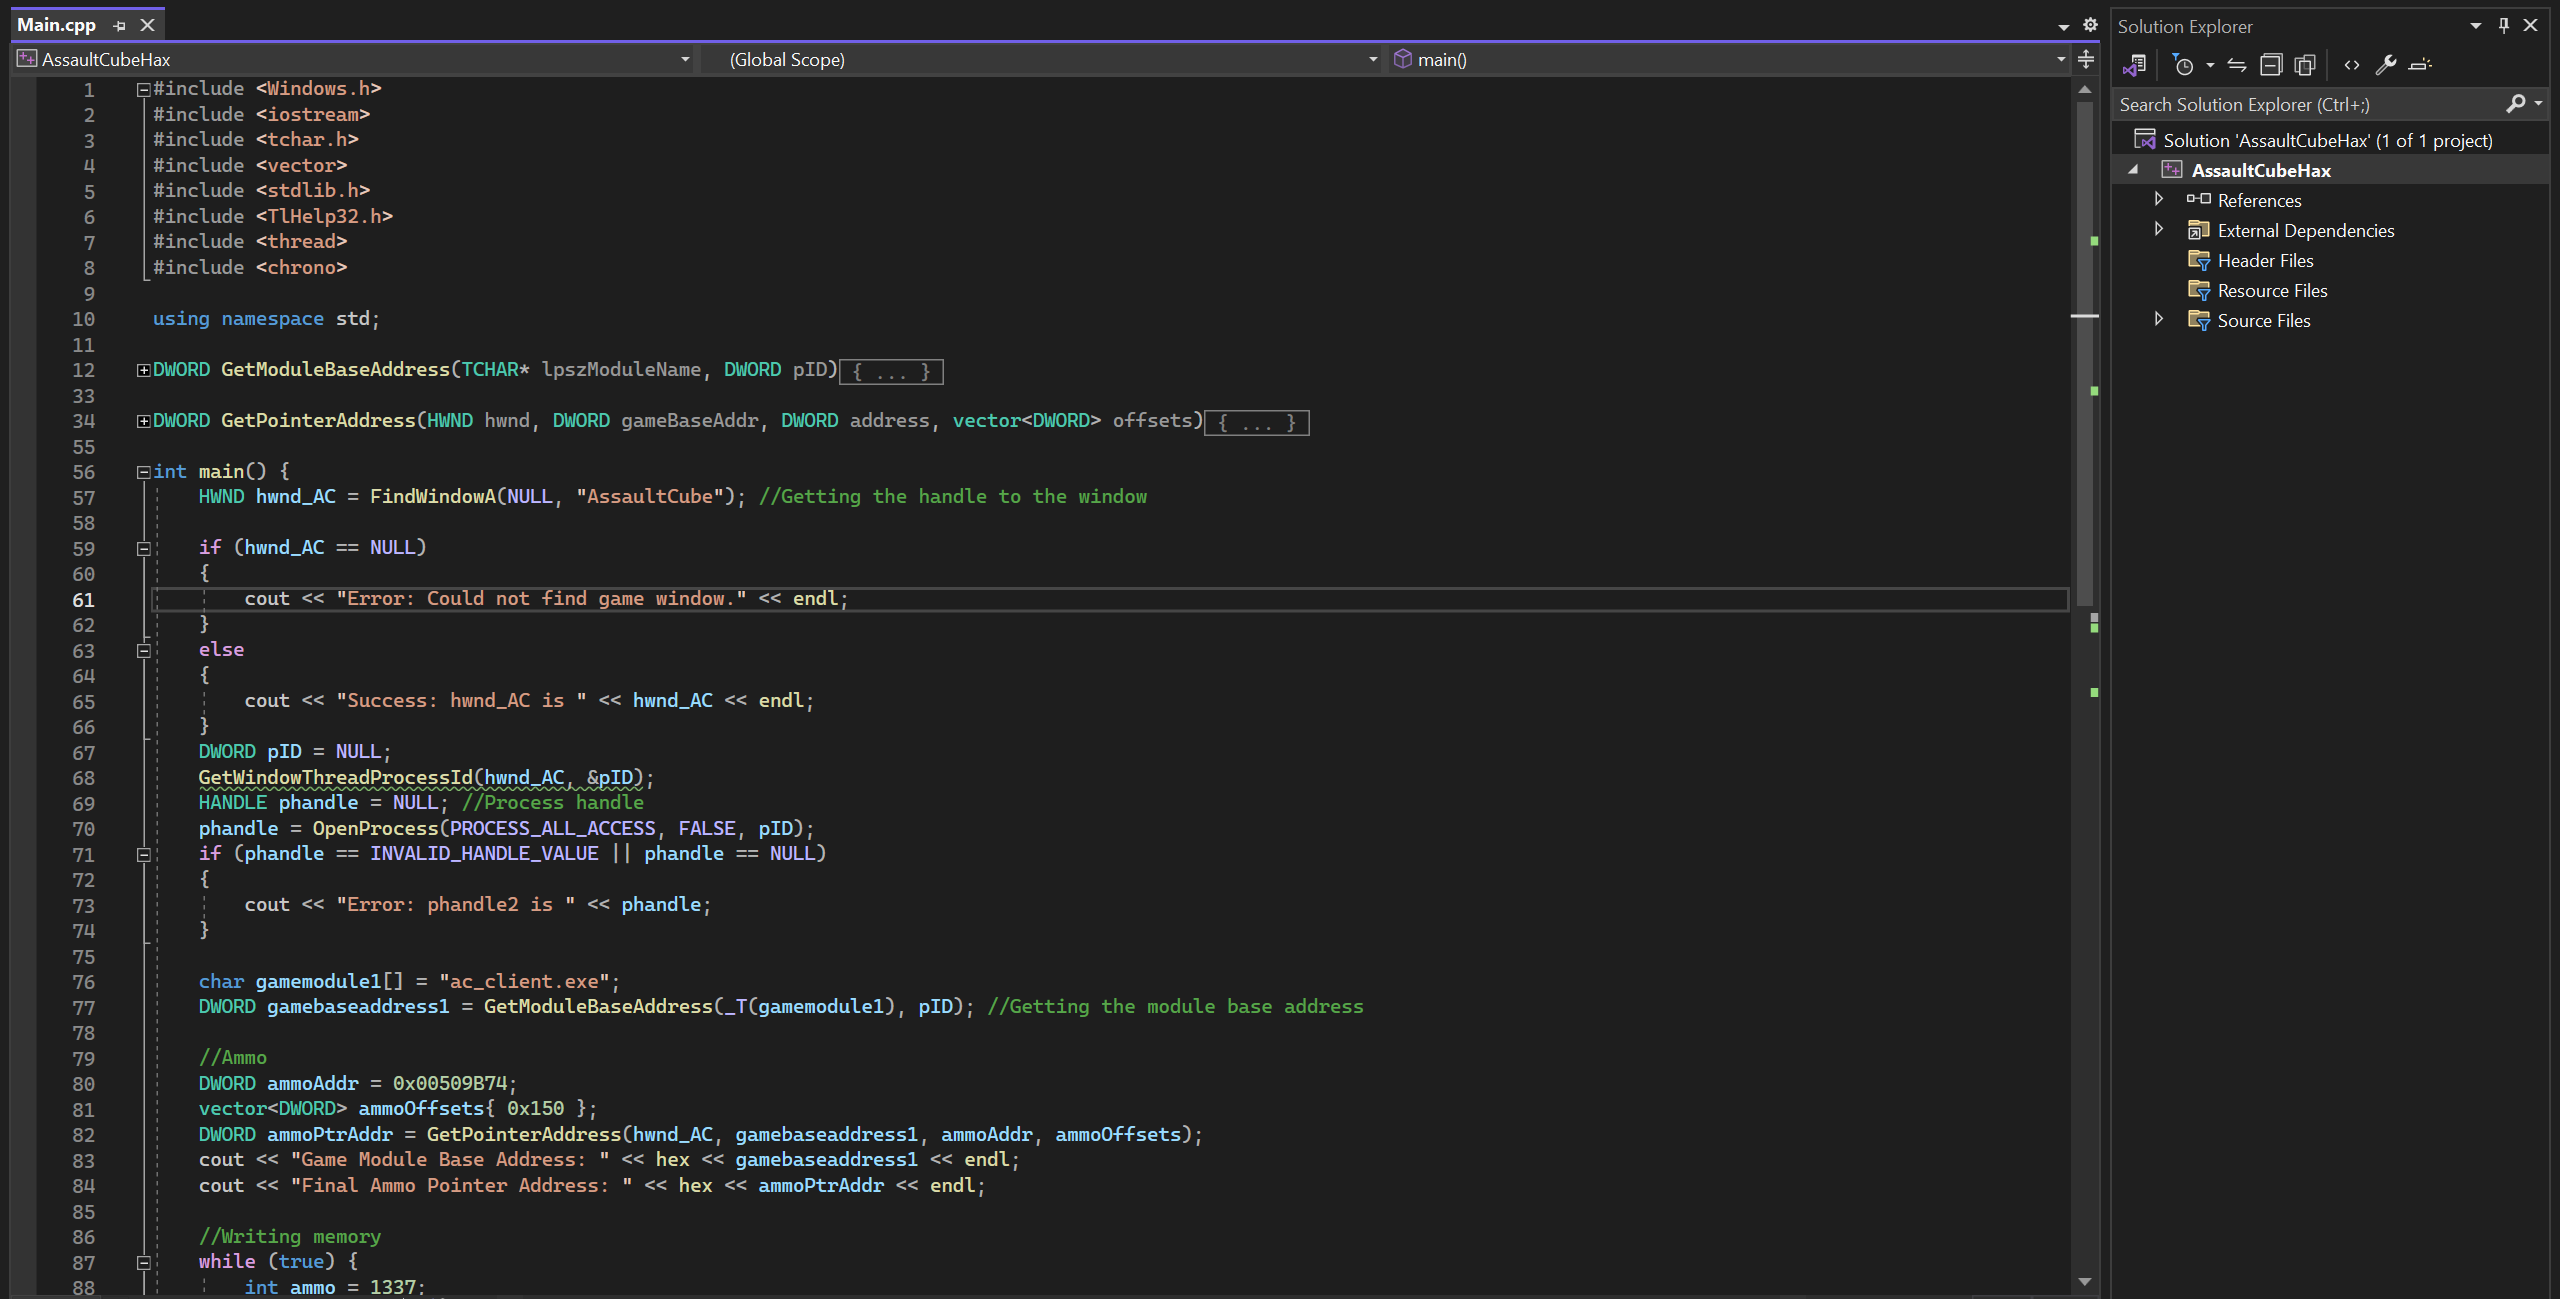 Main.cpp
AssaultCubeHax (Global Scope) main()
1 #include <Windows.h>
2 #include <iostream>
3 #include <tchar.h>
4 #include <vector>
5 #include <stdlib.h>
6 #include <TlHelp32.h>
7 #include <thread>
8 #include <chrono>
9
10 using namespace std;
11
12 DWORD GetModuleBaseAddress(TCHAR* lpszModuleName, DWORD pID){ ... }
33
34 DWORD GetPointerAddress(HWND hwnd, DWORD gameBaseAddr, DWORD address, vector<DWORD> offsets){ ... }
55
56 int main() {
57 HWND hwnd_AC = FindWindowA(NULL, "AssaultCube"); //Getting the handle to the window
58
59 if (hwnd_AC == NULL)
60 {
61 cout << "Error: Could not find game window." << endl;
62 }
63 else
64 {
65 cout << "Success: hwnd_AC is " << hwnd_AC << endl;
66 }
67 DWORD pID = NULL;
68 GetWindowThreadProcessId(hwnd_AC, &pID);
69 HANDLE phandle = NULL; //Process handle
70 phandle = OpenProcess(PROCESS_ALL_ACCESS, FALSE, pID);
71 if (phandle == INVALID_HANDLE_VALUE || phandle == NULL)
72 {
73 cout << "Error: phandle2 is " << phandle;
74 }
75
76 char gamemodule1[] = "ac_client.exe";
77 DWORD gamebaseaddress1 = GetModuleBaseAddress(_T(gamemodule1), pID); //Getting the module base address
78
79 //Ammo
80 DWORD ammoAddr = 0x00509B74;
81 vector<DWORD> ammoOffsets{ 0x150 };
82 DWORD ammoPtrAddr = GetPointerAddress(hwnd_AC, gamebaseaddress1, ammoAddr, ammoOffsets);
83 cout << "Game Module Base Address: " << hex << gamebaseaddress1 << endl;
84 cout << "Final Ammo Pointer Address: " << hex << ammoPtrAddr << endl;
85
86 //Writing memory
87 while (true) {
88 int ammo = 1337;
Solution Explorer
Search Solution Explorer (Ctrl+;)
Solution 'AssaultCubeHax' (1 of 1 project)
AssaultCubeHax
References
External Dependencies
Header Files
Resource Files
Source Files